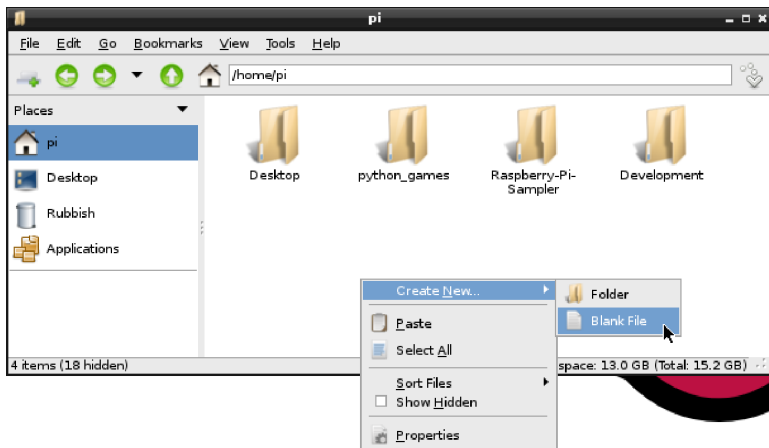 pi
File Edit Go Bookmarks View Tools Help
/home/pi
Places
pi
Desktop
Rubbish
Applications
Desktop
python_games
Raspberry-Pi-
Sampler
Development
Create New...
Folder
Blank File
Paste
Select All
Sort Files
Show Hidden
Properties
4 items (18 hidden)
space: 13.0 GB (Total: 15.2 GB)